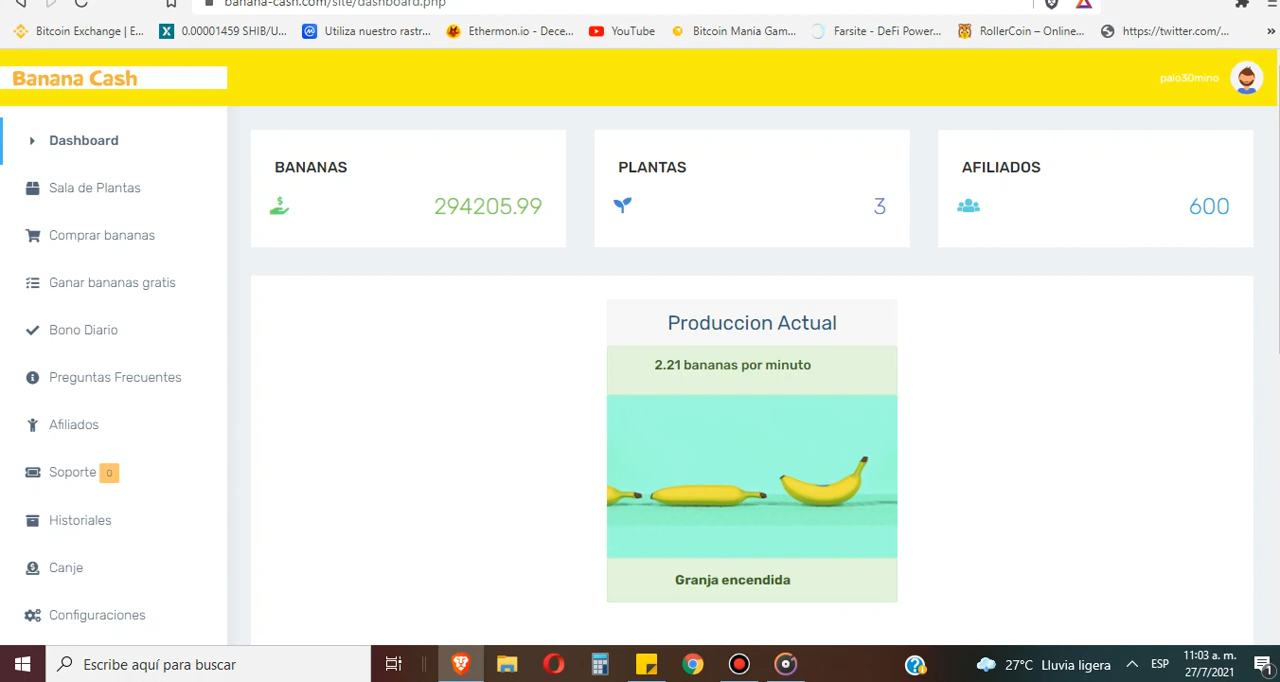 banana-cash.com/site/dashboard.php
Bitcoin Exchange | E...
0.00001459 SHIB/U...
Utiliza nuestro rastr...
Ethermon.io - Dece...
YouTube
Bitcoin Mania Gam...
Farsite - DeFi Power...
RollerCoin – Online...
https://twitter.com/...
»
Banana Cash
palo30mino
Dashboard
Sala de Plantas
Comprar bananas
Ganar bananas gratis
Bono Diario
Preguntas Frecuentes
Afiliados
Soporte 0
Historiales
Canje
Configuraciones
BANANAS
294205.99
PLANTAS
3
AFILIADOS
600
Produccion Actual
2.21 bananas por minuto
Granja encendida
Escribe aquí para buscar
27°C Lluvia ligera
ESP
11:03 a. m.
27/7/2021
1